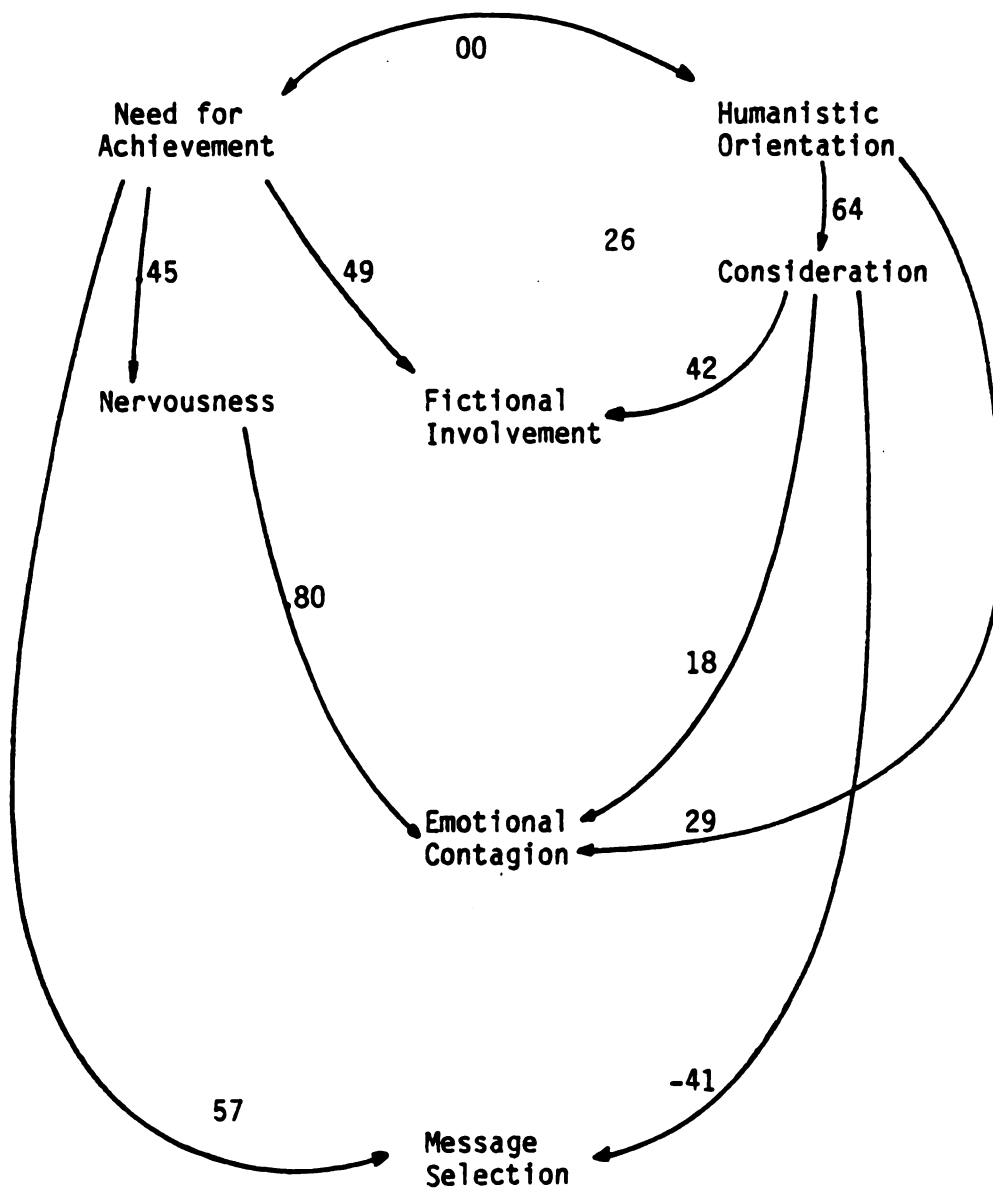 00
Need for
Achievement
Humanistic
Orientation
64
26
45
49
Consideration
42
Nervousness
Fictional
Involvement
80
18
Emotional
Contagion
29
-41
57
Message
Selection